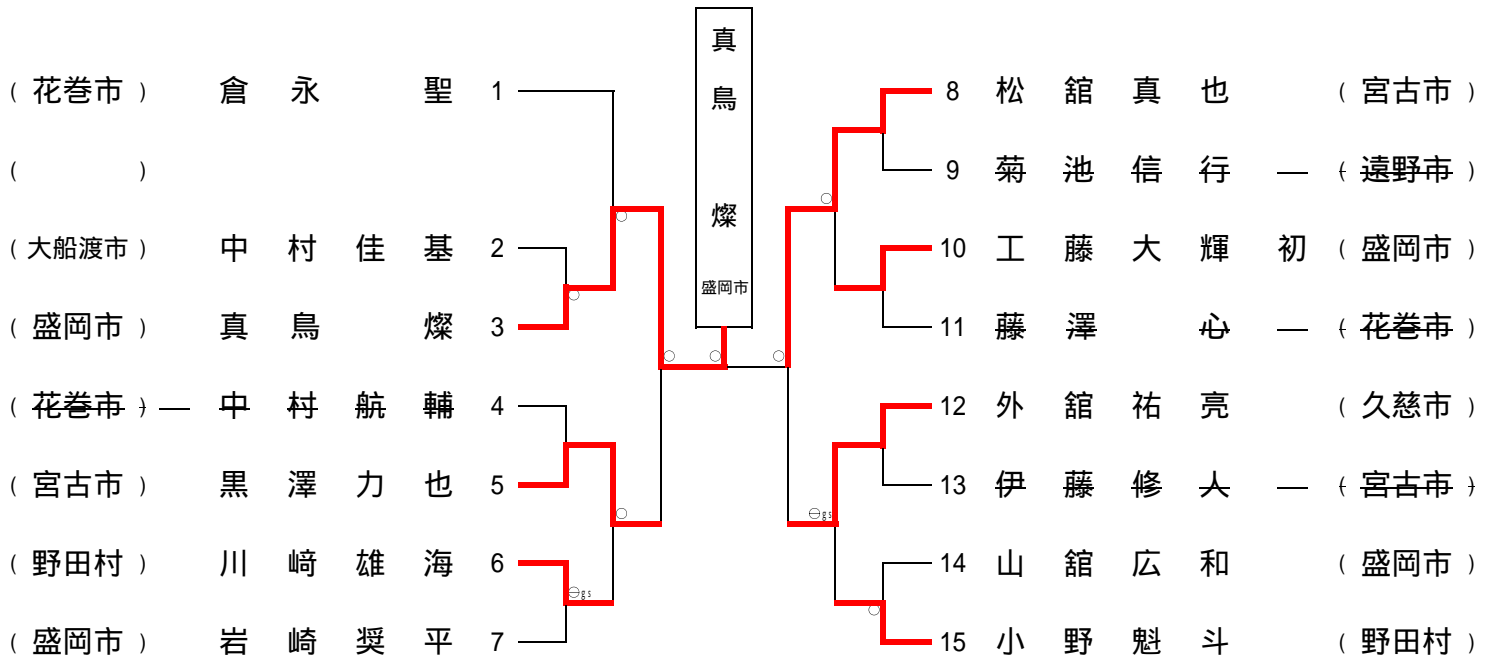 真鳥 燦
盛岡市
( 花巻市 ) 倉永 聖 1
( )
( 大船渡市 ) 中村佳基 2
( 盛岡市 ) 真鳥 燦 3
( 花巻市 ) 中村航輔 4
( 宮古市 ) 黒澤力也 5
( 野田村 ) 川﨑雄海 6
( 盛岡市 ) 岩崎奨平 7
○
○
○
○
○
⊖gs
8 松舘真也 ( 宮古市 )
9 菊池信行 ( 遠野市 )
10 工藤大輝 初 ( 盛岡市 )
11 藤澤 心 ( 花巻市 )
12 外舘祐亮 ( 久慈市 )
13 伊藤修人 ( 宮古市 )
14 山舘広和 ( 盛岡市 )
15 小野魁斗 ( 野田村 )
○
○
⊖gs
○